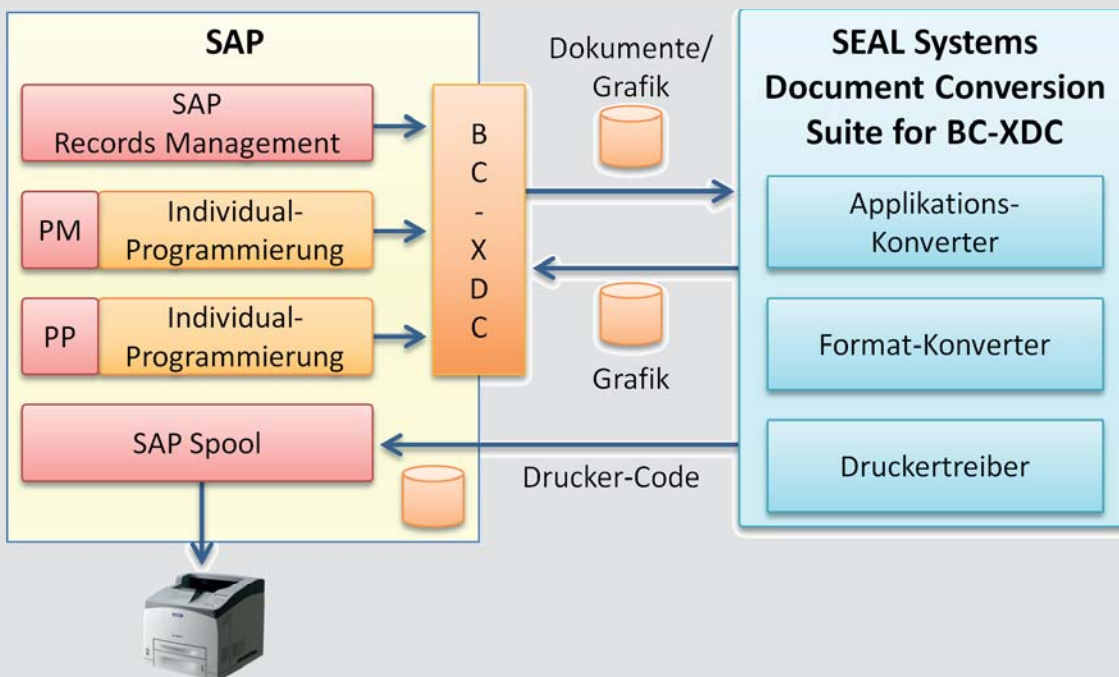 SAP
SAP
Records Management
PM
Individual-
Programmierung
PP
Individual-
Programmierung
SAP Spool
B
C
-
X
D
C
Dokumente/
Grafik
Grafik
Drucker-Code
SEAL Systems
Document Conversion
Suite for BC-XDC
Applikations-
Konverter
Format-Konverter
Druckertreiber